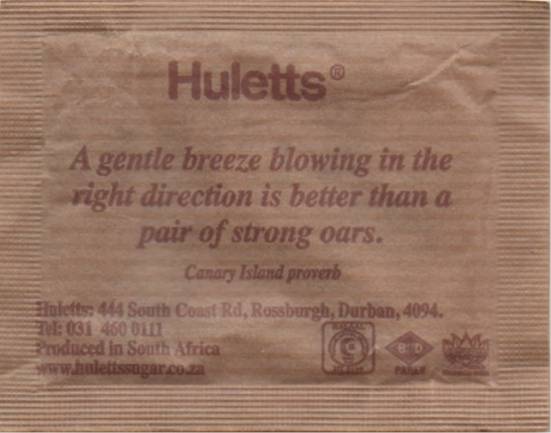 Huletts®
A gentle breeze blowing in the
right direction is better than a
pair of strong oars.
Canary Island proverb
Huletts: 444 South Coast Rd, Rossburgh, Durban, 4094.
Tel: 031 460 0111
Produced in South Africa
www.hulettssugar.co.za
PAREV